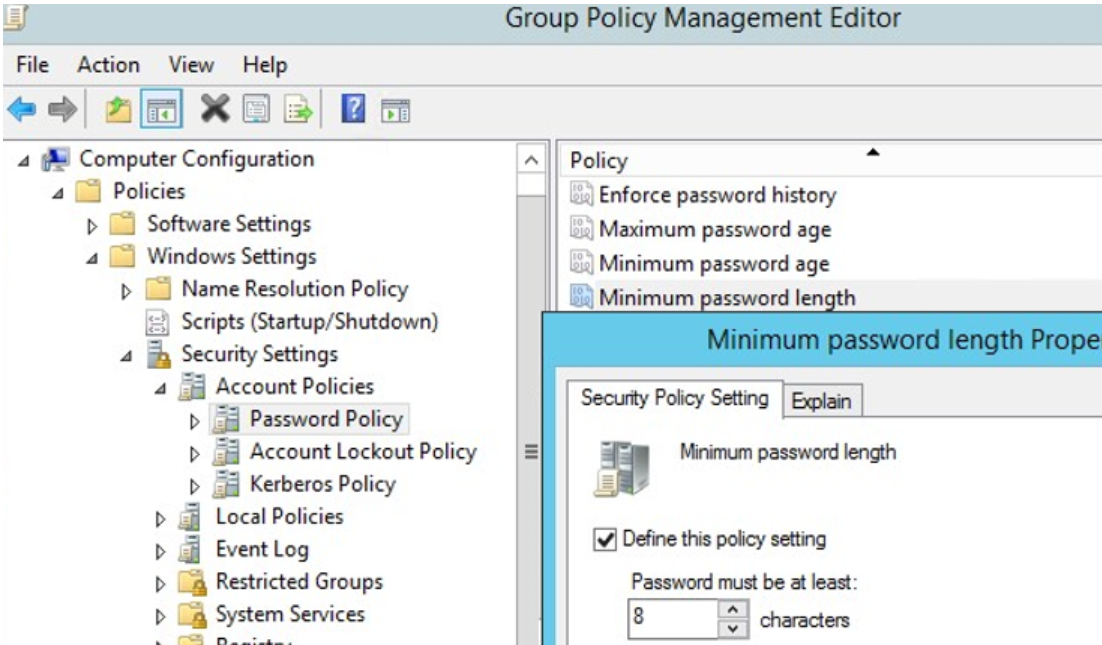 Group Policy Management Editor
File Action View Help
Computer Configuration
Policies
Software Settings
Windows Settings
Name Resolution Policy
Scripts (Startup/Shutdown)
Security Settings
Account Policies
Password Policy
Account Lockout Policy
Kerberos Policy
Local Policies
Event Log
Restricted Groups
System Services
Registry
Policy
Enforce password history
Maximum password age
Minimum password age
Minimum password length
Minimum password length Prope
Security Policy Setting Explain
Minimum password length
Define this policy setting
Password must be at least:
8 characters